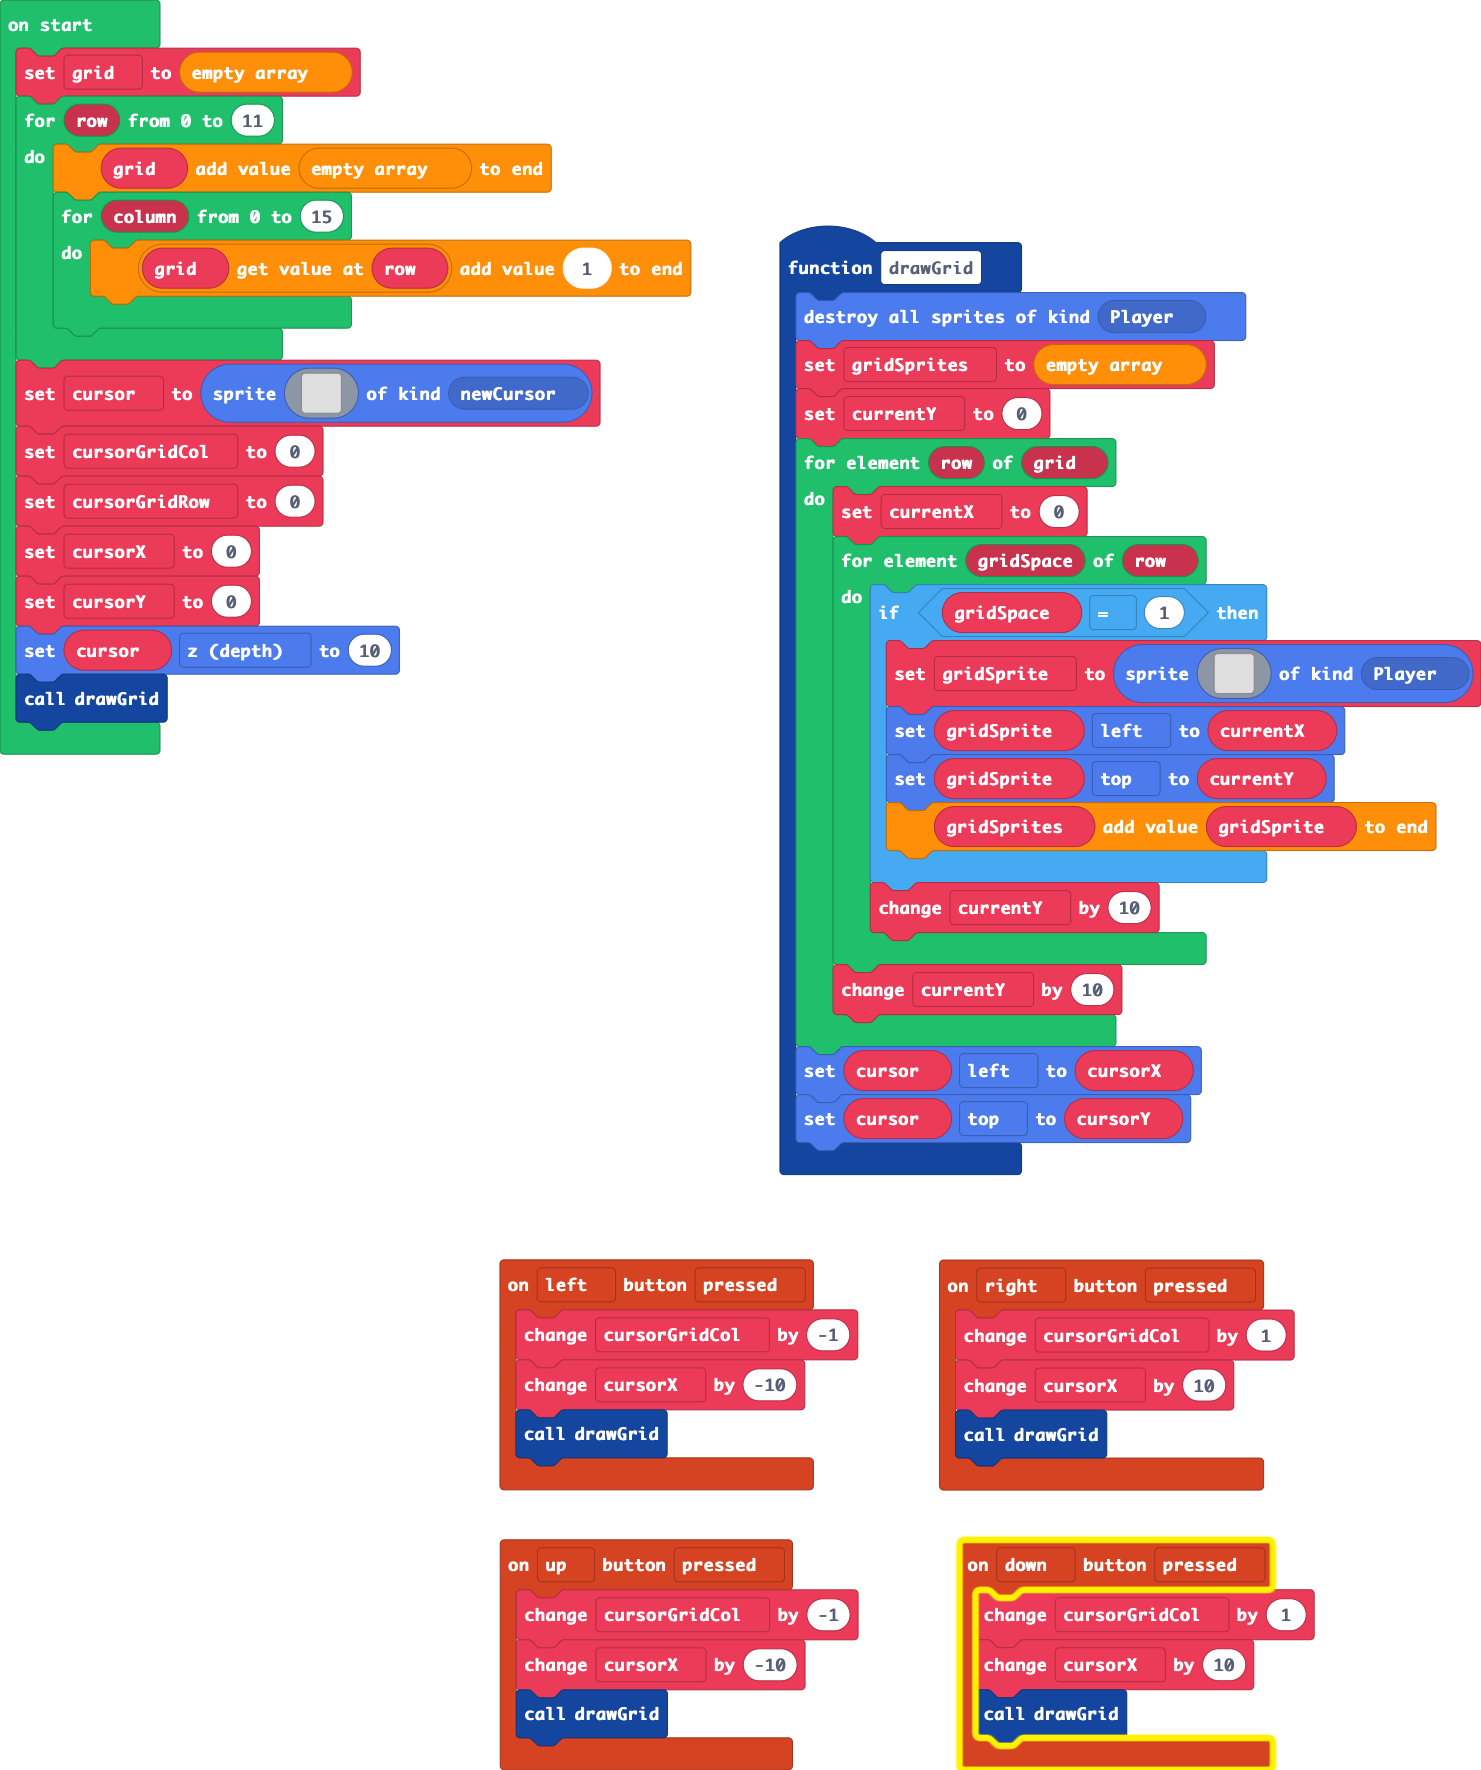 on start
set grid to empty array
for row from 0 to 11
do
grid add value empty array to end
for column from 0 to 15
do
grid get value at row add value 1 to end
set cursor to sprite of kind newCursor
set cursorGridCol to 0
set cursorGridRow to 0
set cursorX to 0
set cursorY to 0
set cursor z (depth) to 10
call drawGrid
function drawGrid
destroy all sprites of kind Player
set gridSprites to empty array
set currentY to 0
for element row of grid
do
set currentX to 0
for element gridSpace of row
do
if gridSpace = 1 then
set gridSprite to sprite of kind Player
set gridSprite left to currentX
set gridSprite top to currentY
gridSprites add value gridSprite to end
change currentY by 10
change currentY by 10
set cursor left to cursorX
set cursor top to cursorY
on left button pressed
change cursorGridCol by -1
change cursorX by -10
call drawGrid
on right button pressed
change cursorGridCol by 1
change cursorX by 10
call drawGrid
on up button pressed
change cursorGridCol by -1
change cursorX by -10
call drawGrid
on down button pressed
change cursorGridCol by 1
change cursorX by 10
call drawGrid